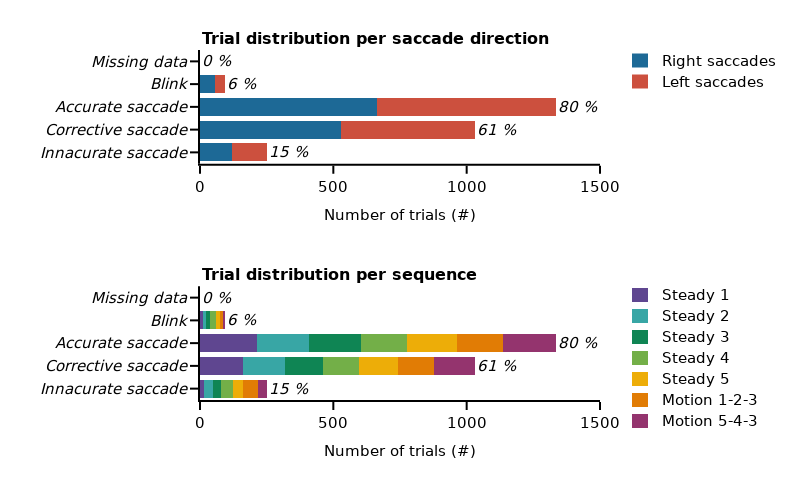 Trial distribution per saccade direction
Missing data 0 %
Blink 6 %
Accurate saccade 80 %
Corrective saccade 61 %
Innacurate saccade 15 %
0 500 1000 1500
Number of trials (#)
Right saccades
Left saccades
Trial distribution per sequence
Missing data 0 %
Blink 6 %
Accurate saccade 80 %
Corrective saccade 61 %
Innacurate saccade 15 %
0 500 1000 1500
Number of trials (#)
Steady 1
Steady 2
Steady 3
Steady 4
Steady 5
Motion 1-2-3
Motion 5-4-3